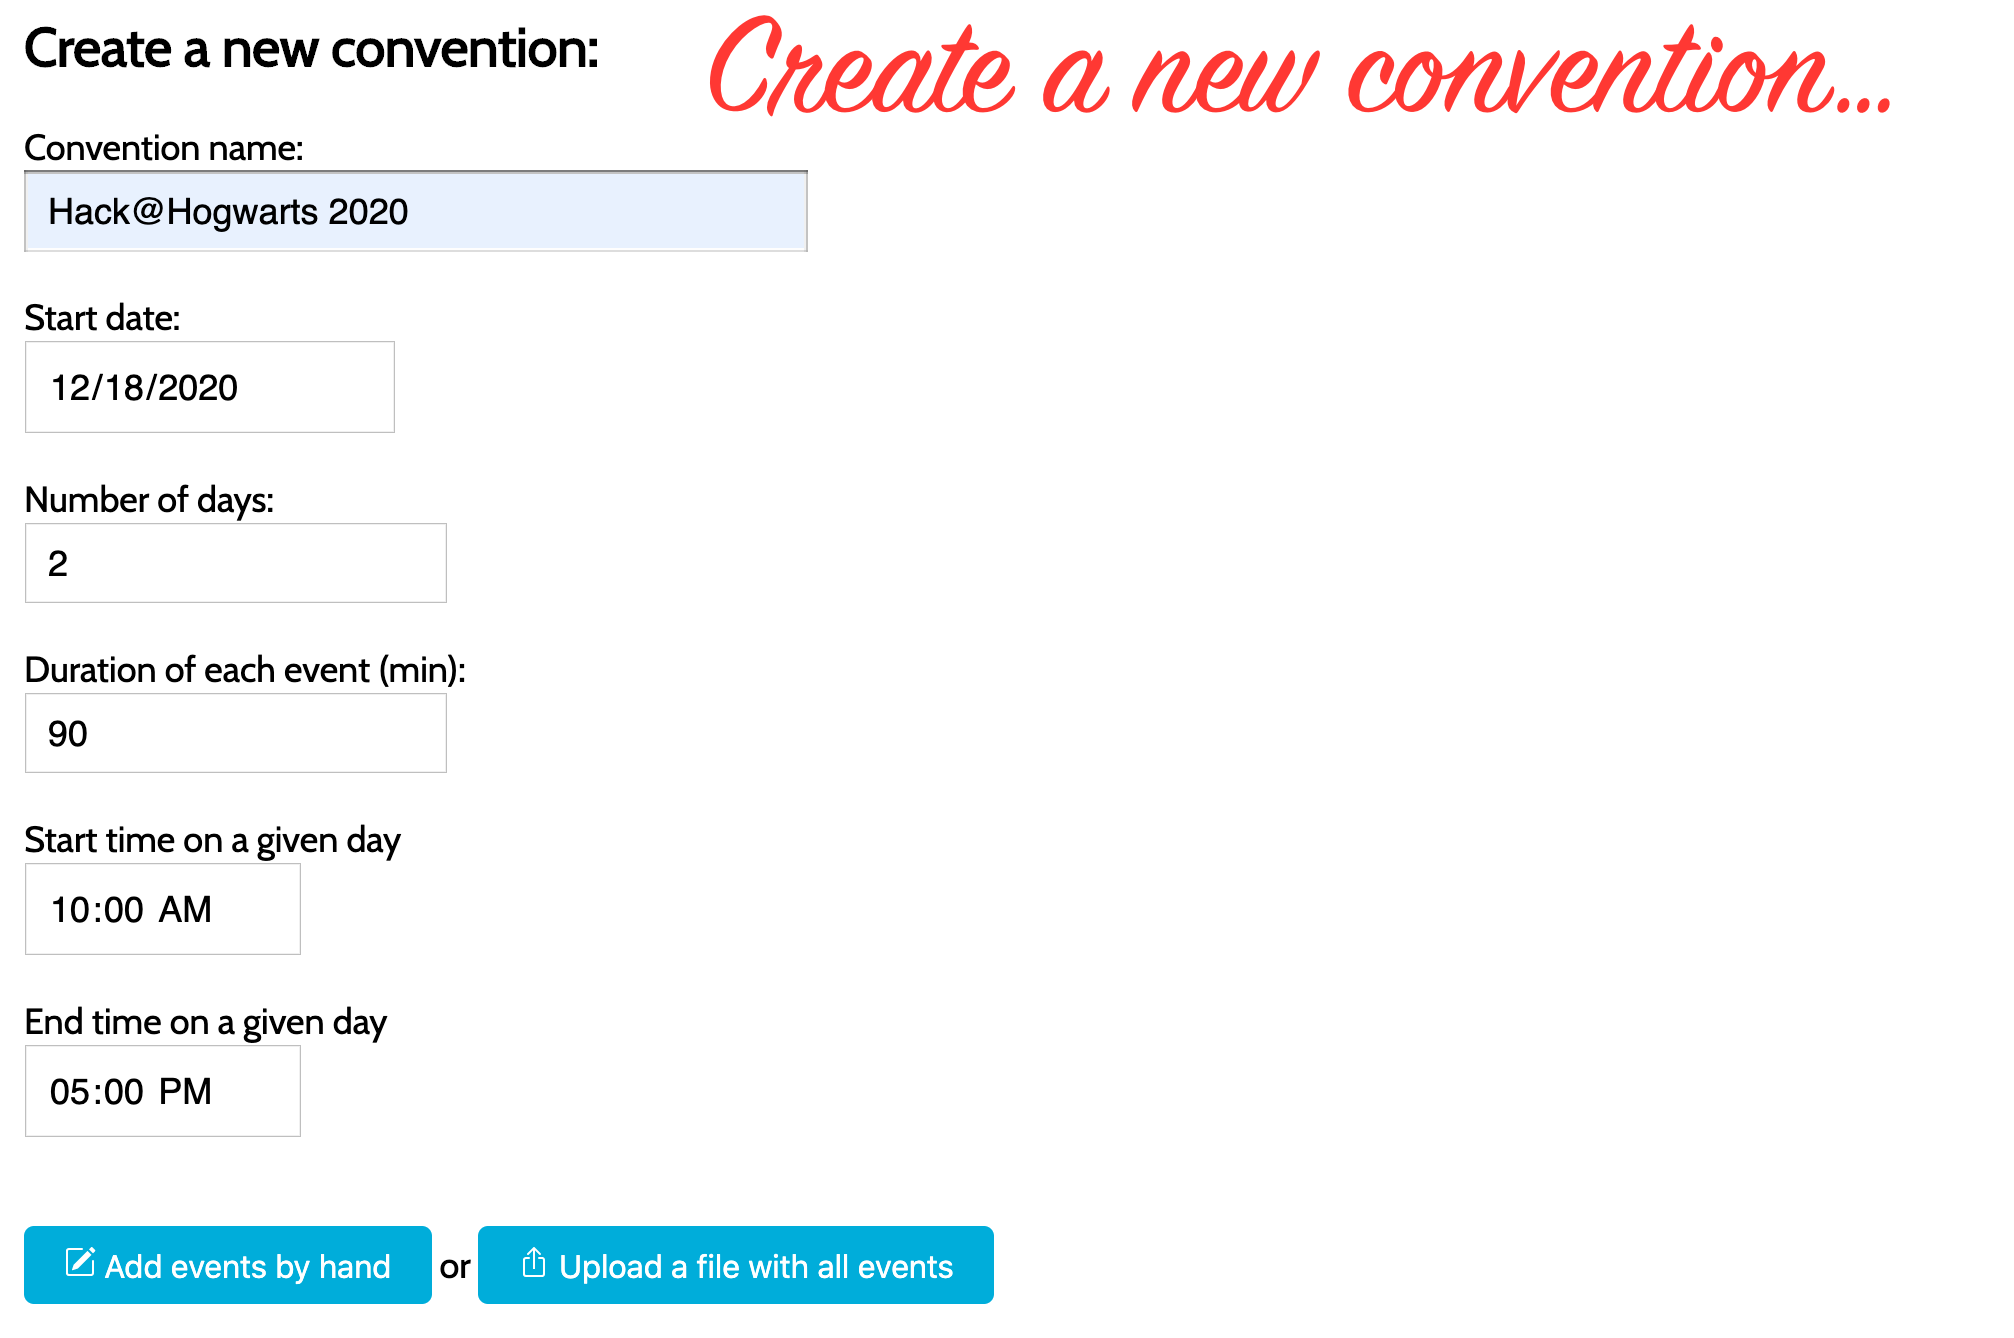 Create a new convention:
Create a new convention...
Convention name:
Hack@Hogwarts 2020
Start date:
12/18/2020
Number of days:
2
Duration of each event (min):
90
Start time on a given day
10:00 AM
End time on a given day
05:00 PM
Add events by hand or Upload a file with all events